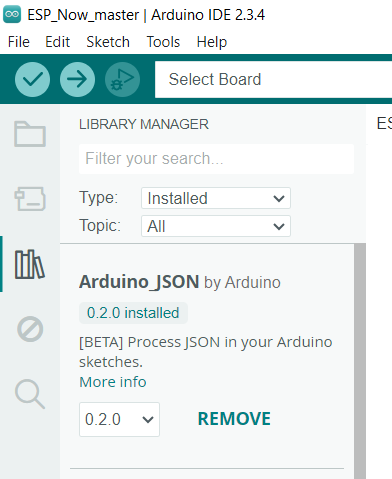 ESP_Now_master | Arduino IDE 2.3.4
File Edit Sketch Tools Help
Select Board
LIBRARY MANAGER
ES
Filter your search...
Type: Installed
Topic: All
Arduino_JSON by Arduino
0.2.0 installed
[BETA] Process JSON in your Arduino
sketches.
More info
0.2.0 REMOVE